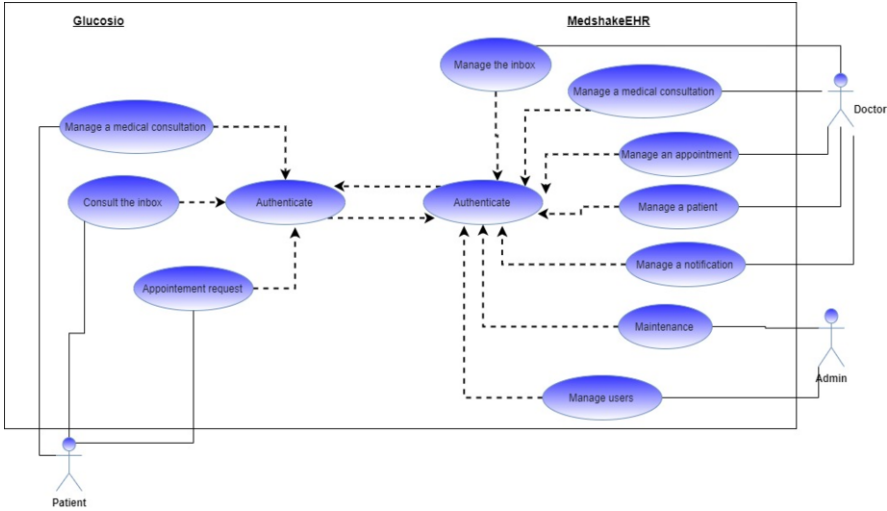 Glucosio
MedshakeEHR
Manage the inbox
Manage a medical consultation
Doctor
Manage a medical consultation
Manage an appointment
Consult the inbox
Authenticate
Authenticate
Manage a patient
Manage a notification
Appointement request
Maintenance
Admin
Manage users
Patient